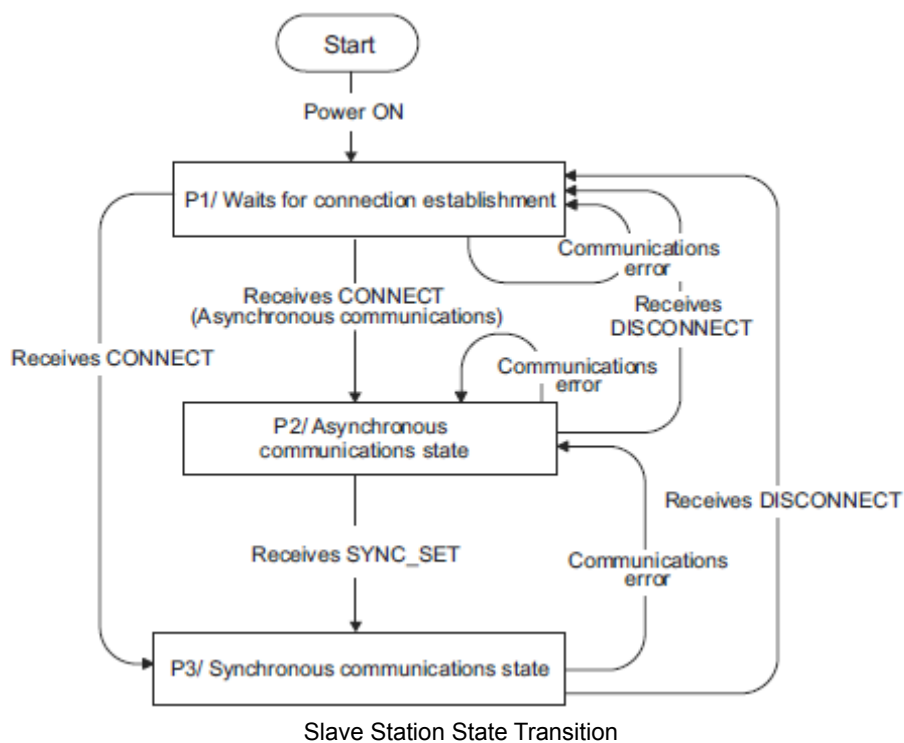 Start
Power ON
P1/ Waits for connection establishment
Communications
error
Receives CONNECT
(Asynchronous communications)
Receives
DISCONNECT
Receives CONNECT
Communications
error
P2/ Asynchronous
communications state
Receives DISCONNECT
Receives SYNC_SET
Communications
error
P3/ Synchronous communications state
Slave Station State Transition